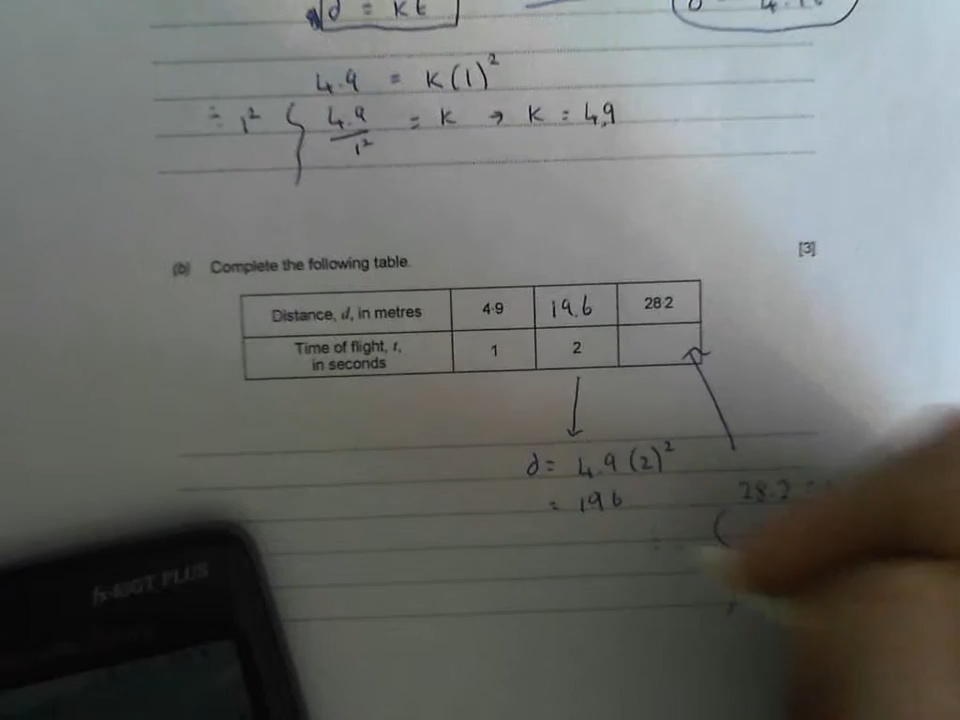 d = kt
4.9 = K(1)²
÷ 1² { 4.9/1² = K → K = 4.9
[3]
(b) Complete the following table.
Distance, d, in metres 4·9 19.6 28·2
Time of flight, t, in seconds 1 2
d = 4.9 (2)²
= 19.6
28.2 =
(
PLUS